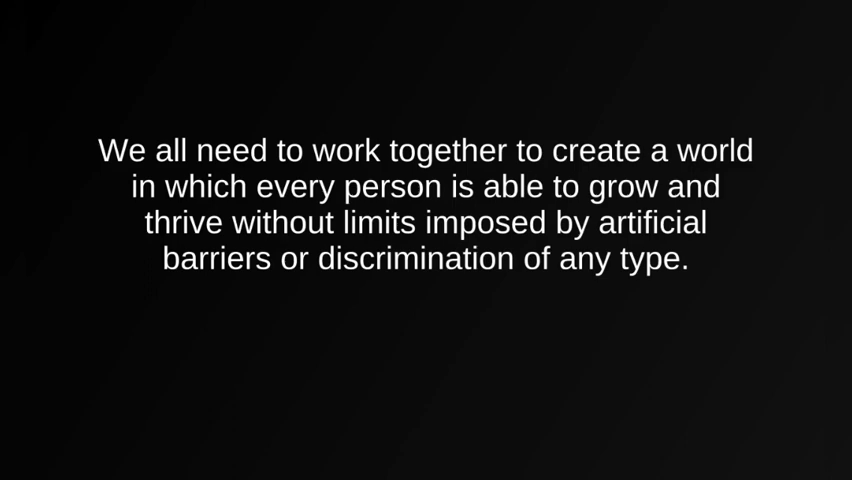 We all need to work together to create a world
in which every person is able to grow and
thrive without limits imposed by artificial
barriers or discrimination of any type.